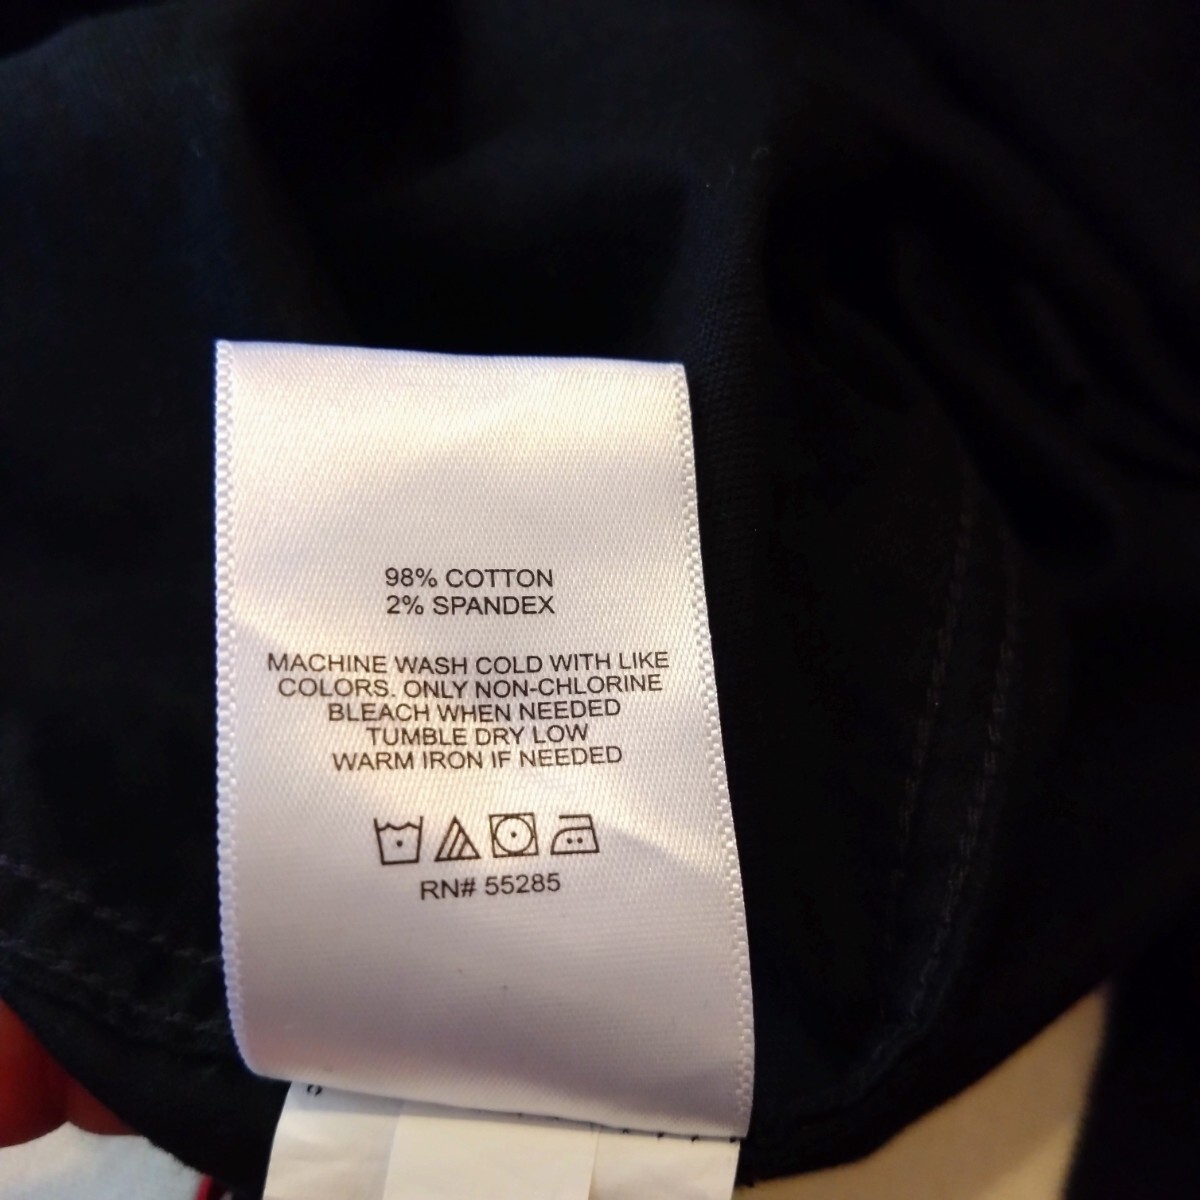 98% COTTON
2% SPANDEX
MACHINE WASH COLD WITH LIKE
COLORS. ONLY NON-CHLORINE
BLEACH WHEN NEEDED
TUMBLE DRY LOW
WARM IRON IF NEEDED
RN# 55285